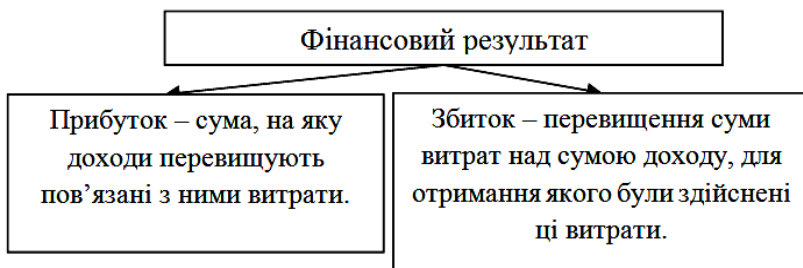 Фінансовий результат
Прибуток – сума, на яку
доходи перевищують
пов’язані з ними витрати.
Збиток – перевищення суми
витрат над сумою доходу, для
отримання якого були здійснені
ці витрати.